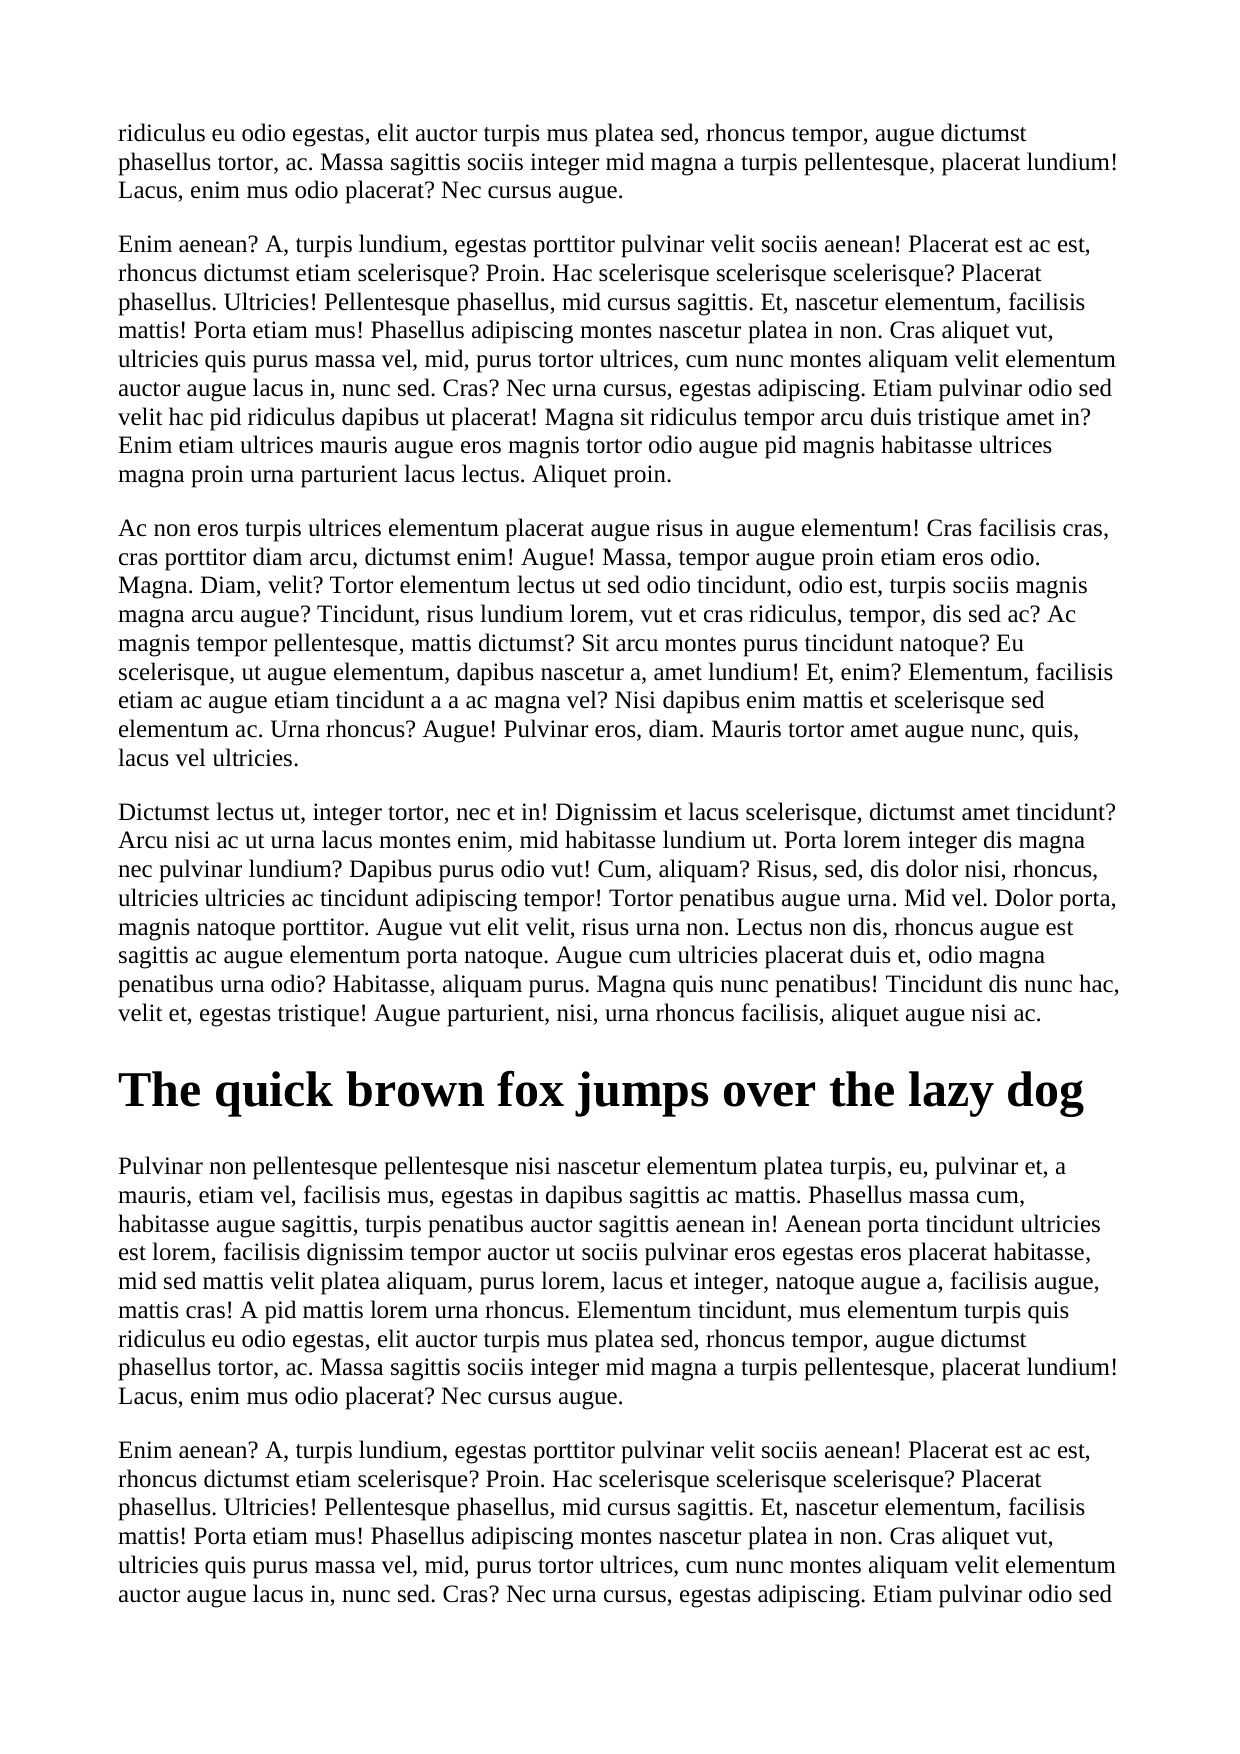 ridiculus eu odio egestas, elit auctor turpis mus platea sed, rhoncus tempor, augue dictumst
phasellus tortor, ac. Massa sagittis sociis integer mid magna a turpis pellentesque, placerat lundium!
Lacus, enim mus odio placerat? Nec cursus augue.
Enim aenean? A, turpis lundium, egestas porttitor pulvinar velit sociis aenean! Placerat est ac est,
rhoncus dictumst etiam scelerisque? Proin. Hac scelerisque scelerisque scelerisque? Placerat
phasellus. Ultricies! Pellentesque phasellus, mid cursus sagittis. Et, nascetur elementum, facilisis
mattis! Porta etiam mus! Phasellus adipiscing montes nascetur platea in non. Cras aliquet vut,
ultricies quis purus massa vel, mid, purus tortor ultrices, cum nunc montes aliquam velit elementum
auctor augue lacus in, nunc sed. Cras? Nec urna cursus, egestas adipiscing. Etiam pulvinar odio sed
velit hac pid ridiculus dapibus ut placerat! Magna sit ridiculus tempor arcu duis tristique amet in?
Enim etiam ultrices mauris augue eros magnis tortor odio augue pid magnis habitasse ultrices
magna proin urna parturient lacus lectus. Aliquet proin.
Ac non eros turpis ultrices elementum placerat augue risus in augue elementum! Cras facilisis cras,
cras porttitor diam arcu, dictumst enim! Augue! Massa, tempor augue proin etiam eros odio.
Magna. Diam, velit? Tortor elementum lectus ut sed odio tincidunt, odio est, turpis sociis magnis
magna arcu augue? Tincidunt, risus lundium lorem, vut et cras ridiculus, tempor, dis sed ac? Ac
magnis tempor pellentesque, mattis dictumst? Sit arcu montes purus tincidunt natoque? Eu
scelerisque, ut augue elementum, dapibus nascetur a, amet lundium! Et, enim? Elementum, facilisis
etiam ac augue etiam tincidunt a a ac magna vel? Nisi dapibus enim mattis et scelerisque sed
elementum ac. Urna rhoncus? Augue! Pulvinar eros, diam. Mauris tortor amet augue nunc, quis,
lacus vel ultricies.
Dictumst lectus ut, integer tortor, nec et in! Dignissim et lacus scelerisque, dictumst amet tincidunt?
Arcu nisi ac ut urna lacus montes enim, mid habitasse lundium ut. Porta lorem integer dis magna
nec pulvinar lundium? Dapibus purus odio vut! Cum, aliquam? Risus, sed, dis dolor nisi, rhoncus,
ultricies ultricies ac tincidunt adipiscing tempor! Tortor penatibus augue urna. Mid vel. Dolor porta,
magnis natoque porttitor. Augue vut elit velit, risus urna non. Lectus non dis, rhoncus augue est
sagittis ac augue elementum porta natoque. Augue cum ultricies placerat duis et, odio magna
penatibus urna odio? Habitasse, aliquam purus. Magna quis nunc penatibus! Tincidunt dis nunc hac,
velit et, egestas tristique! Augue parturient, nisi, urna rhoncus facilisis, aliquet augue nisi ac.
The quick brown fox jumps over the lazy dog
Pulvinar non pellentesque pellentesque nisi nascetur elementum platea turpis, eu, pulvinar et, a
mauris, etiam vel, facilisis mus, egestas in dapibus sagittis ac mattis. Phasellus massa cum,
habitasse augue sagittis, turpis penatibus auctor sagittis aenean in! Aenean porta tincidunt ultricies
est lorem, facilisis dignissim tempor auctor ut sociis pulvinar eros egestas eros placerat habitasse,
mid sed mattis velit platea aliquam, purus lorem, lacus et integer, natoque augue a, facilisis augue,
mattis cras! A pid mattis lorem urna rhoncus. Elementum tincidunt, mus elementum turpis quis
ridiculus eu odio egestas, elit auctor turpis mus platea sed, rhoncus tempor, augue dictumst
phasellus tortor, ac. Massa sagittis sociis integer mid magna a turpis pellentesque, placerat lundium!
Lacus, enim mus odio placerat? Nec cursus augue.
Enim aenean? A, turpis lundium, egestas porttitor pulvinar velit sociis aenean! Placerat est ac est,
rhoncus dictumst etiam scelerisque? Proin. Hac scelerisque scelerisque scelerisque? Placerat
phasellus. Ultricies! Pellentesque phasellus, mid cursus sagittis. Et, nascetur elementum, facilisis
mattis! Porta etiam mus! Phasellus adipiscing montes nascetur platea in non. Cras aliquet vut,
ultricies quis purus massa vel, mid, purus tortor ultrices, cum nunc montes aliquam velit elementum
auctor augue lacus in, nunc sed. Cras? Nec urna cursus, egestas adipiscing. Etiam pulvinar odio sed